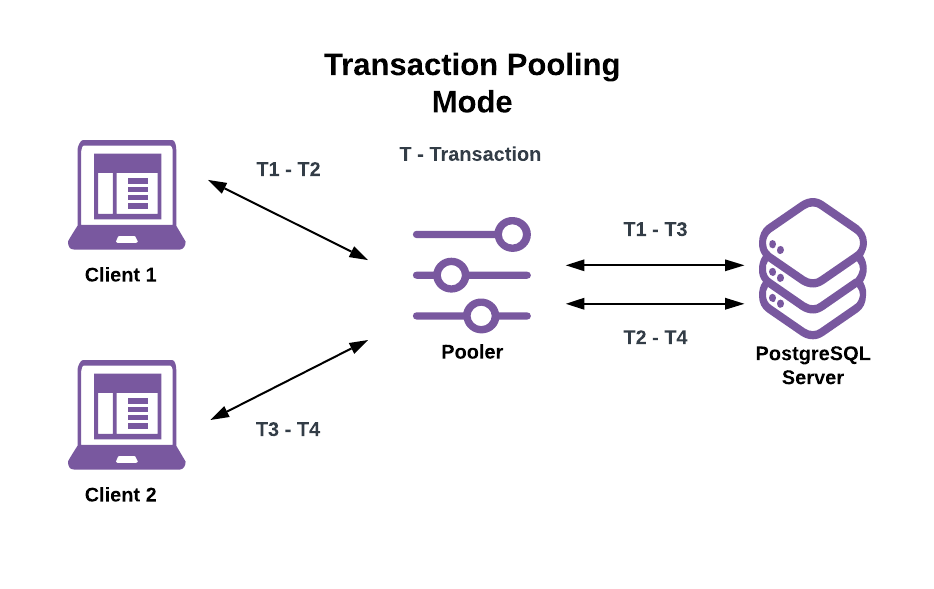 Transaction Pooling
Mode
T - Transaction
T1 - T2
Client 1
T1 - T3
Pooler
T2 - T4
PostgreSQL
Server
T3 - T4
Client 2